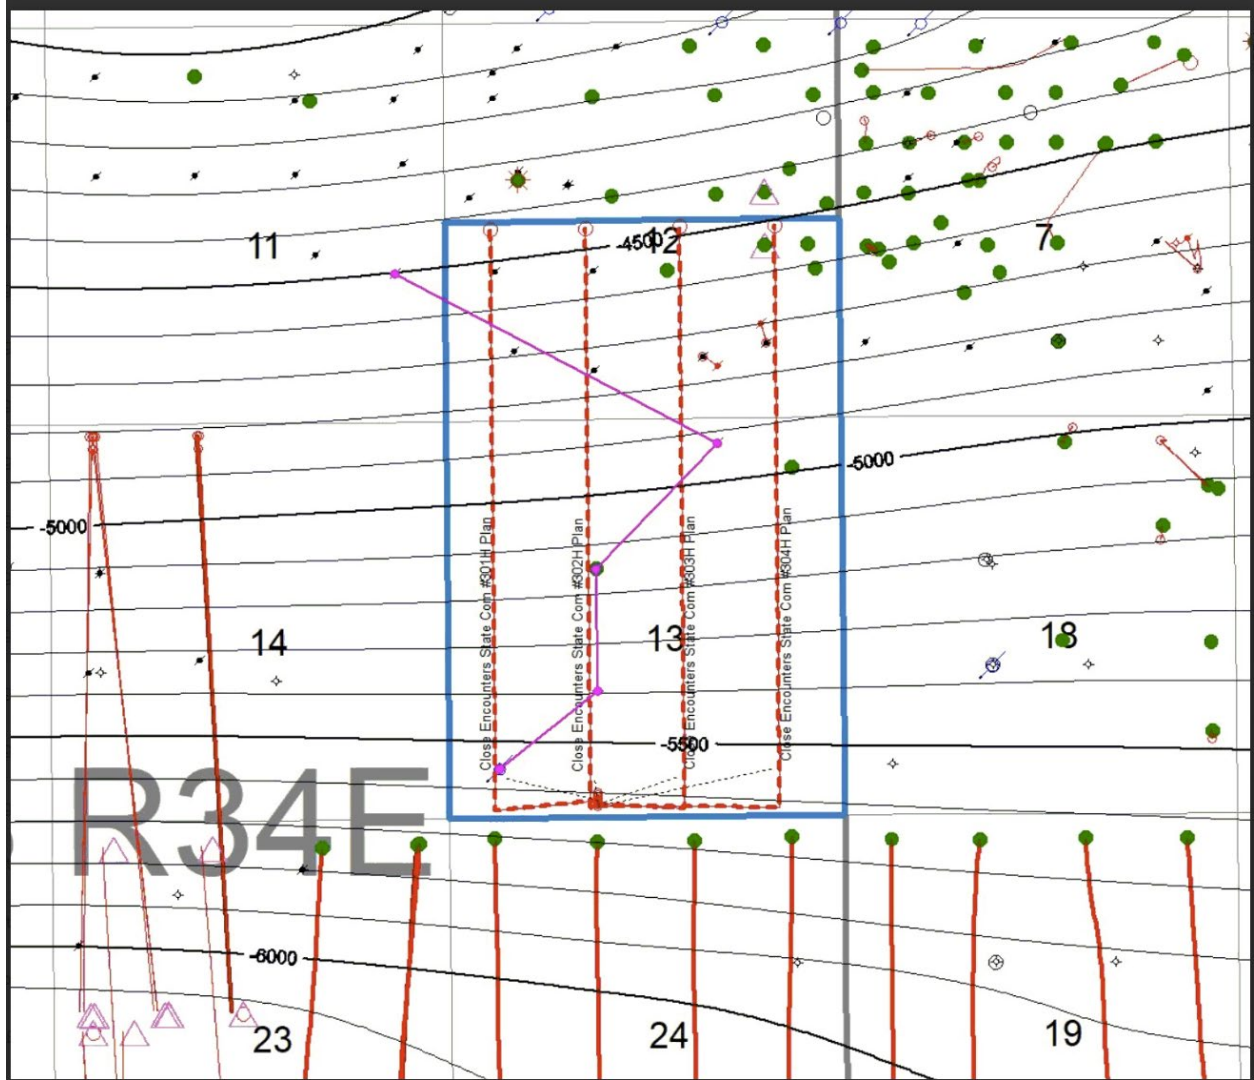 11
-4500
12
7
-5000
-5000
Close Encounters State Com #301H Plan
Close Encounters State Com #302H Plan
Close Encounters State Com #303H Plan
Close Encounters State Com #304H Plan
14
13
18
-5500
R34E
-6000
23
24
19